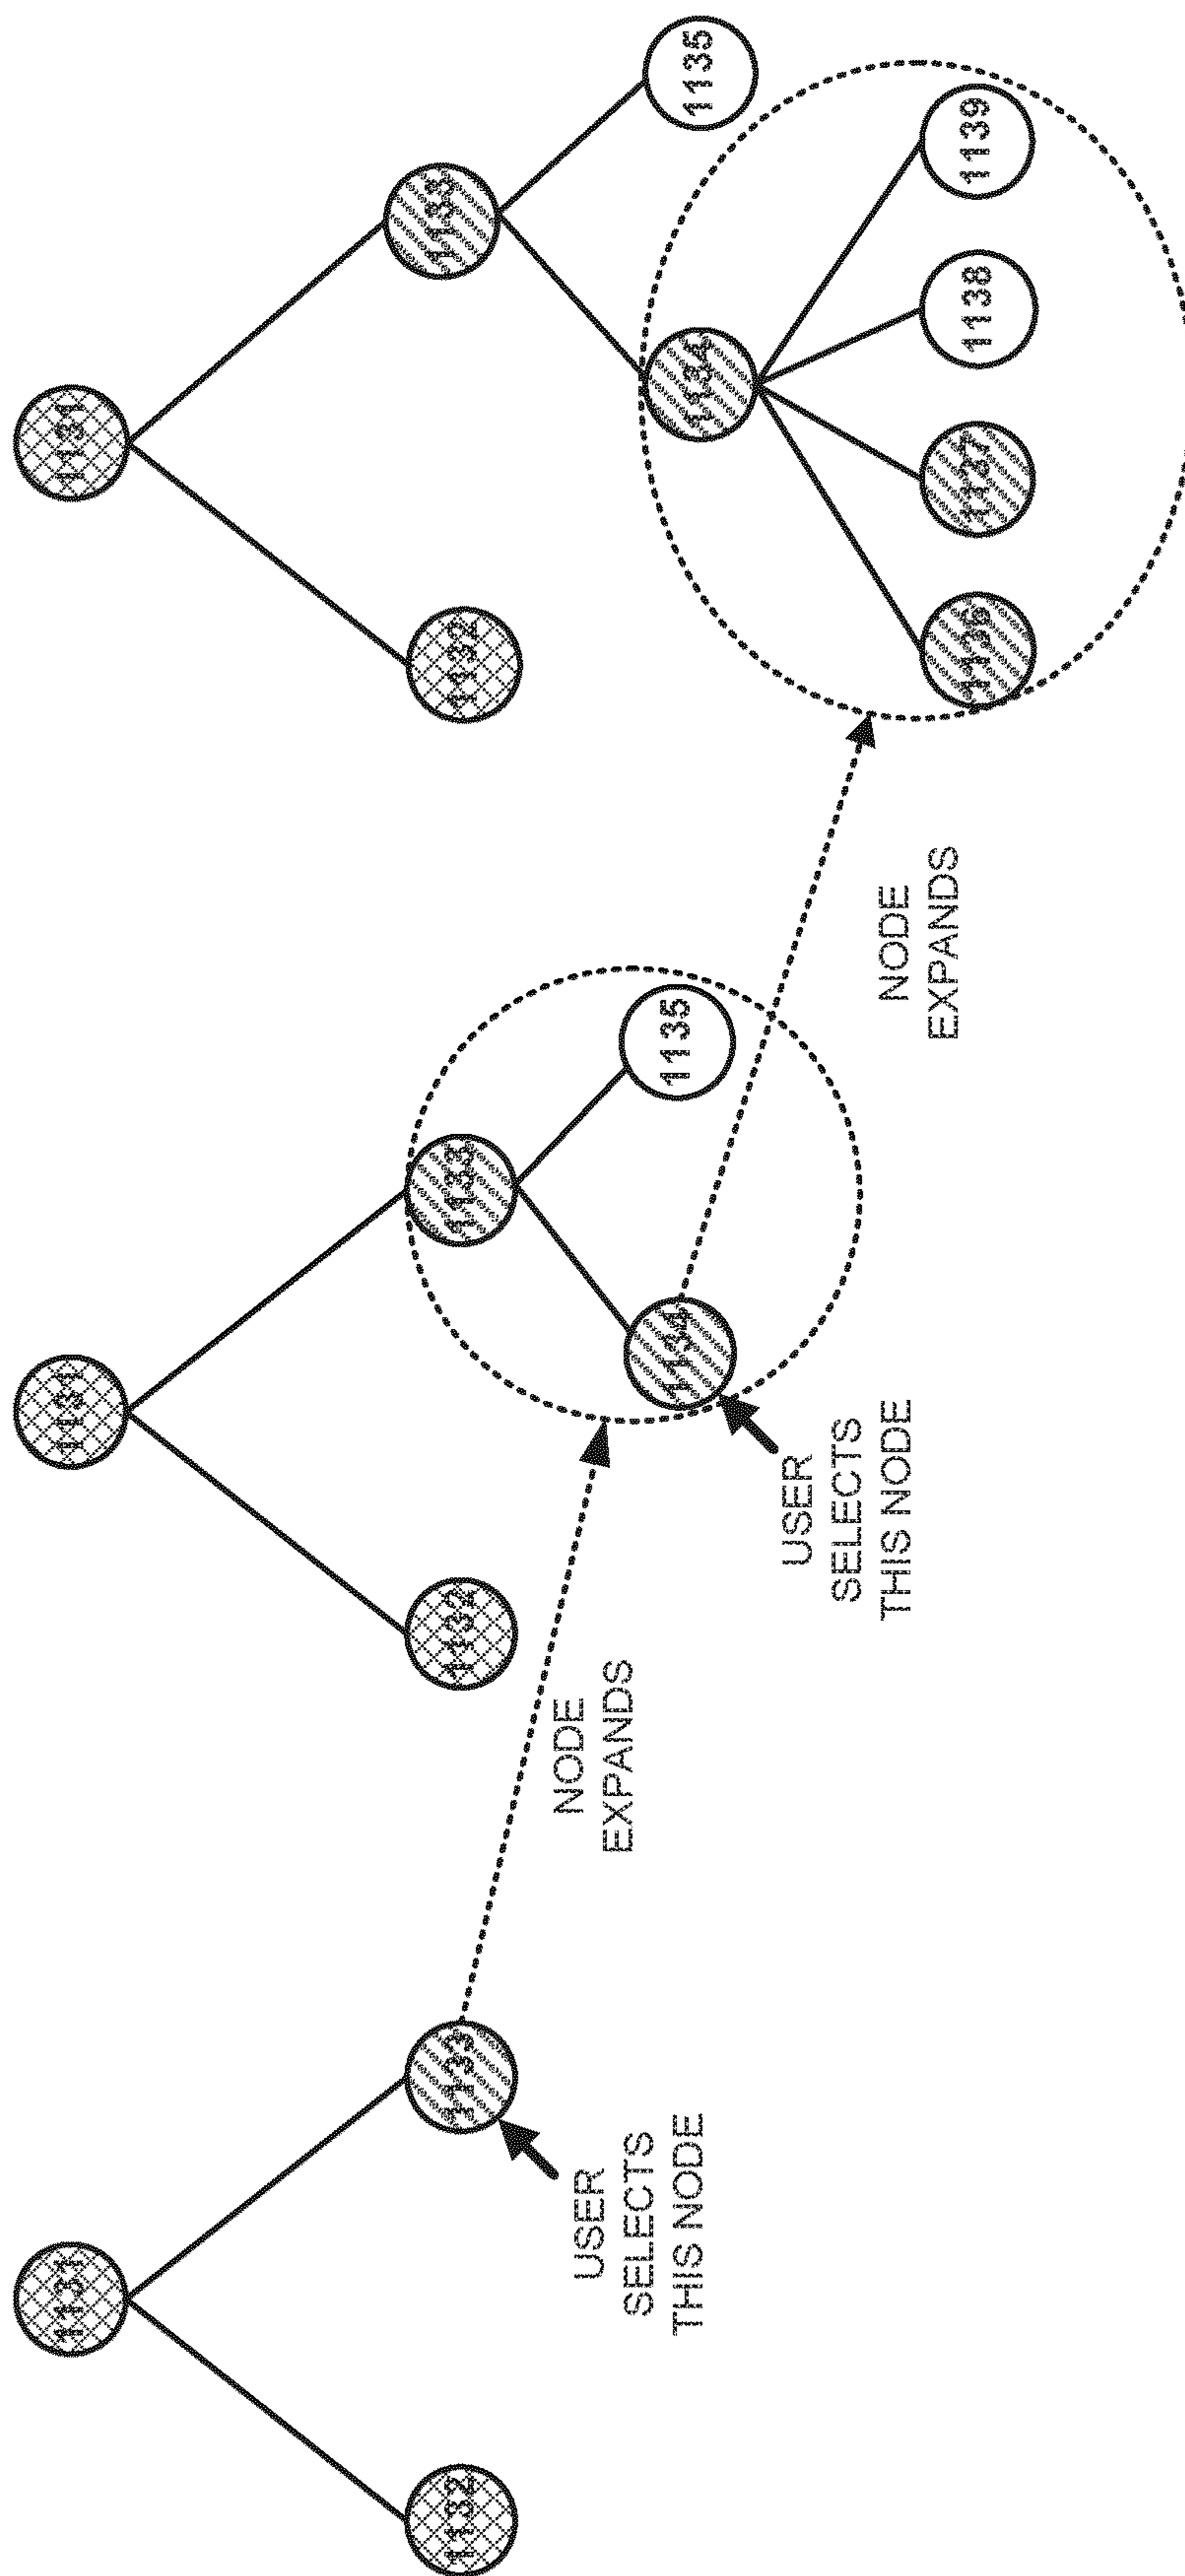 1131
1132
1133
USER
SELECTS
THIS NODE
NODE
EXPANDS
1131
1132
1133
1134
1135
USER
SELECTS
THIS NODE
NODE
EXPANDS
1131
1132
1133
1134
1135
1136
1137
1138
1139